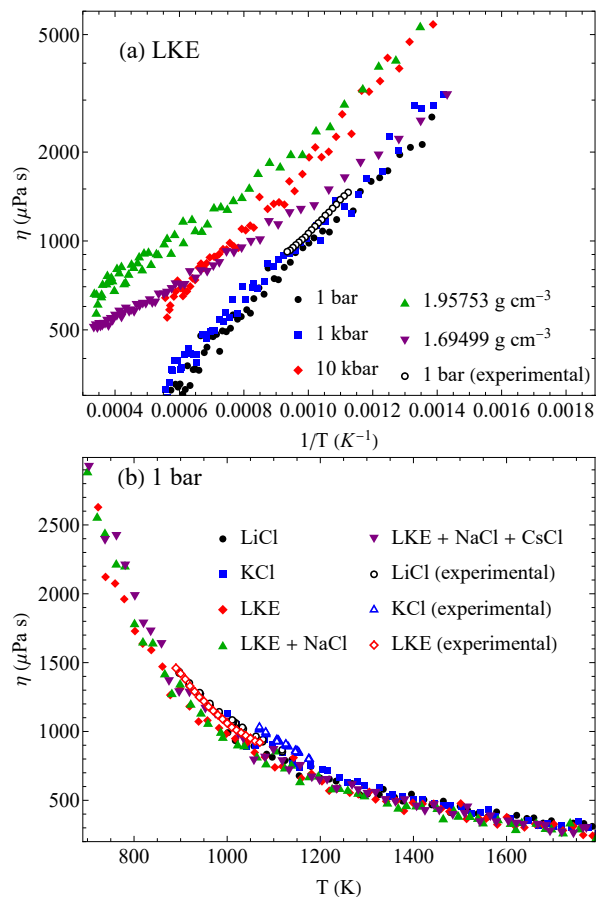 (a) LKE
5000
2000
1000
500
η (μPa s)
1 bar
1 kbar
10 kbar
1.95753 g cm⁻³
1.69499 g cm⁻³
1 bar (experimental)
0.0004 0.0006 0.0008 0.0010 0.0012 0.0014 0.0016 0.0018
1/T (K⁻¹)
(b) 1 bar
2500
2000
1500
1000
500
η (μPa s)
LiCl
KCl
LKE
LKE + NaCl
LKE + NaCl + CsCl
LiCl (experimental)
KCl (experimental)
LKE (experimental)
800 1000 1200 1400 1600
T (K)